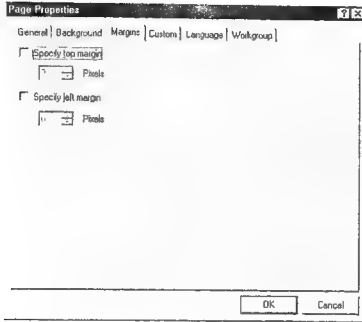 Page Properties
General Background Margins Custom Language Workgroup
Specify top margin
Pixels
Specify left margin
Pixels
OK Cancel